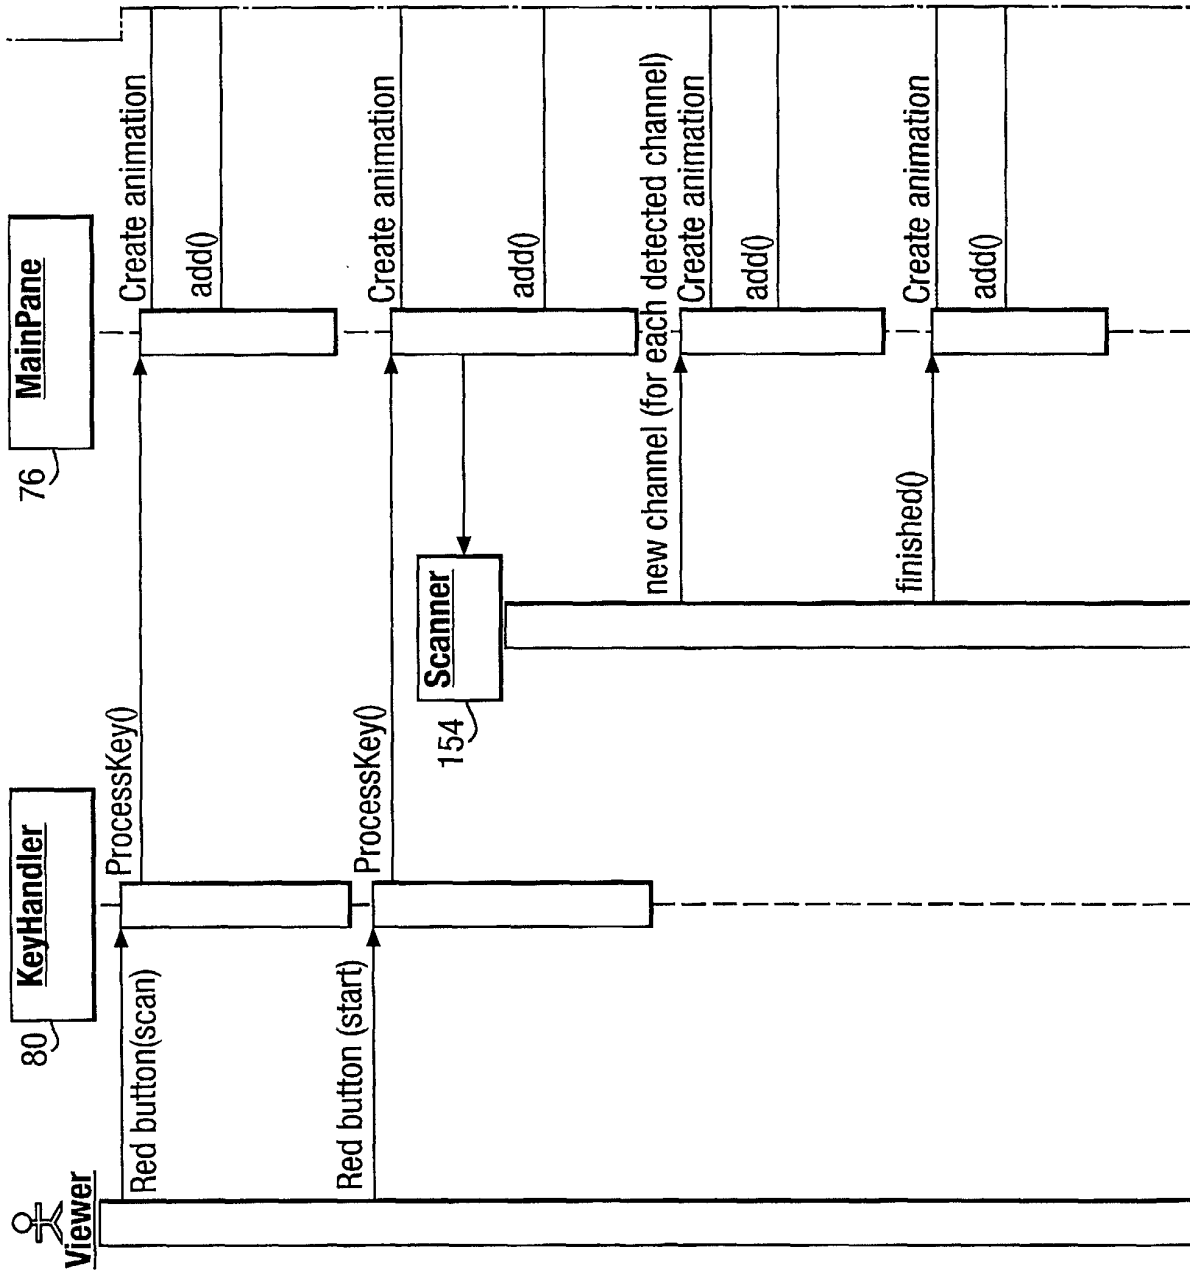 Viewer
80
KeyHandler
76
MainPane
Red button(scan)
ProcessKey()
Create animation
add()
Red button (start)
ProcessKey()
Create animation
154
Scanner
add()
new channel (for each detected channel)
Create animation
add()
finished()
Create animation
add()